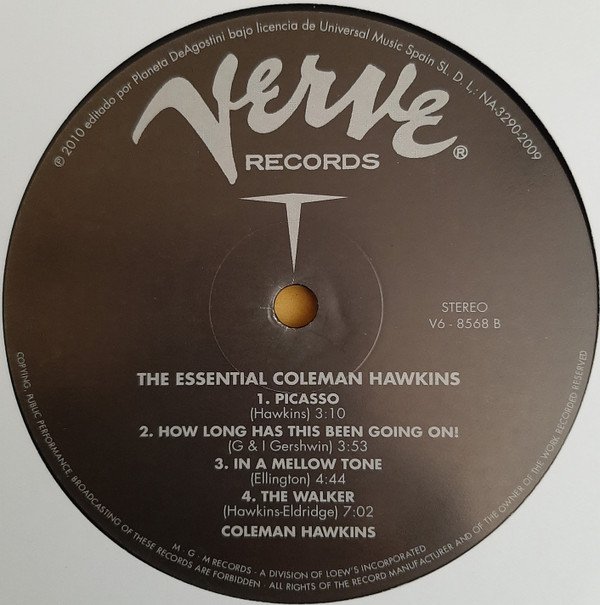 ℗ 2010 editado por Planeta DeAgostini bajo licencia de Universal Music Spain SL. D. L.: NA-3290-2009
Verve®
RECORDS
STEREO
V6 - 8568 B
THE ESSENTIAL COLEMAN HAWKINS
1. PICASSO
(Hawkins) 3:10
2. HOW LONG HAS THIS BEEN GOING ON!
(G & I Gershwin) 3:53
3. IN A MELLOW TONE
(Ellington) 4:44
4. THE WALKER
(Hawkins-Eldridge) 7:02
COLEMAN HAWKINS
M · G · M RECORDS - A DIVISION OF LOEW'S INCORPORATED
COPYING, PUBLIC PERFORMANCE, BROADCASTING OF THESE RECORDS ARE FORBIDDEN · ALL RIGHTS OF THE RECORD MANUFACTURER AND OF THE OWNER OF THE WORK RECORDED RESERVED